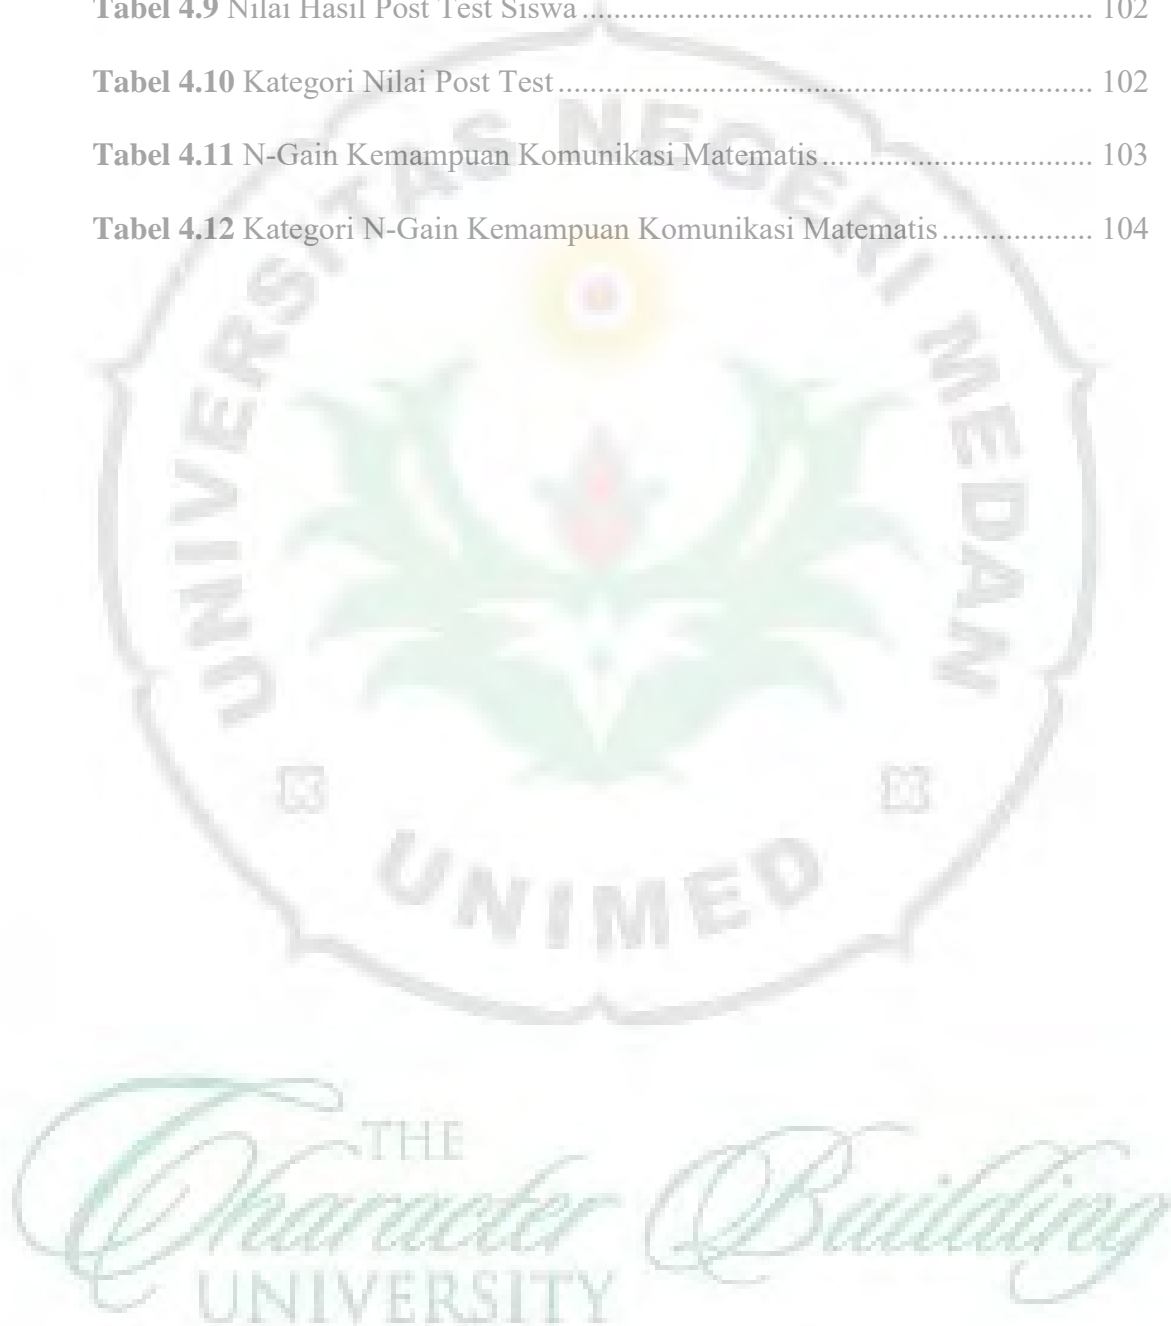 Tabel 4.9 Nilai Hasil Post Test Siswa ................................................................ 102
Tabel 4.10 Kategori Nilai Post Test ................................................................... 102
Tabel 4.11 N-Gain Kemampuan Komunikasi Matematis .................................. 103
Tabel 4.12 Kategori N-Gain Kemampuan Komunikasi Matematis ................... 104
UNIVERSITAS NEGERI MEDAN
UNIMED
THE
Character Building
UNIVERSITY